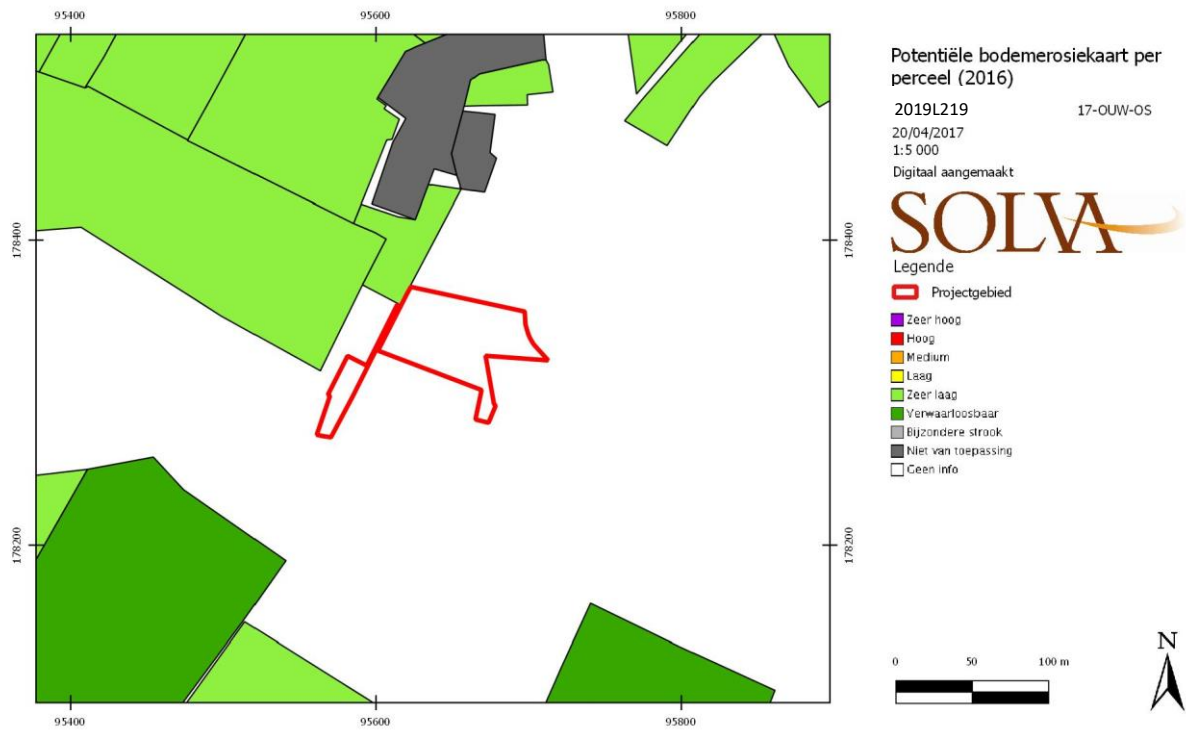 95400 95600 95800
178400 178400
178200 178200
95400 95600 95800
Potentiële bodemerosiekaart per
perceel (2016)
2019L219 17-OUW-OS
20/04/2017
1:5 000
Digitaal aangemaakt
SOLVA
Legende
Projectgebied
Zeer hoog
Hoog
Medium
Laag
Zeer laag
Verwaarloosbaar
Bijzondere strook
Niet van toepassing
Geen info
N
0 50 100 m